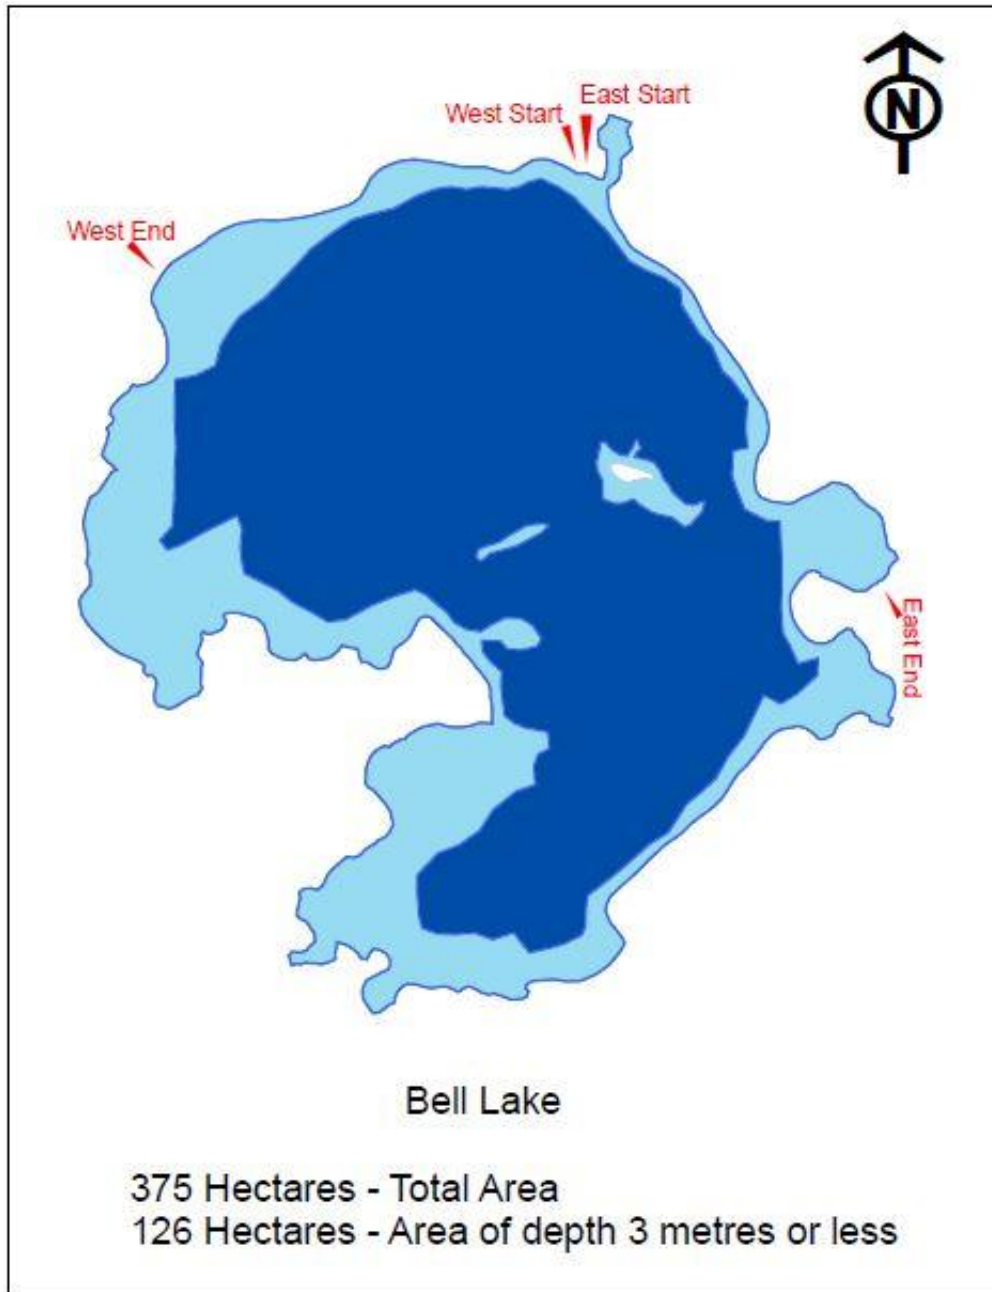 N
East Start
West Start
West End
East End
Bell Lake
375 Hectares - Total Area
126 Hectares - Area of depth 3 metres or less